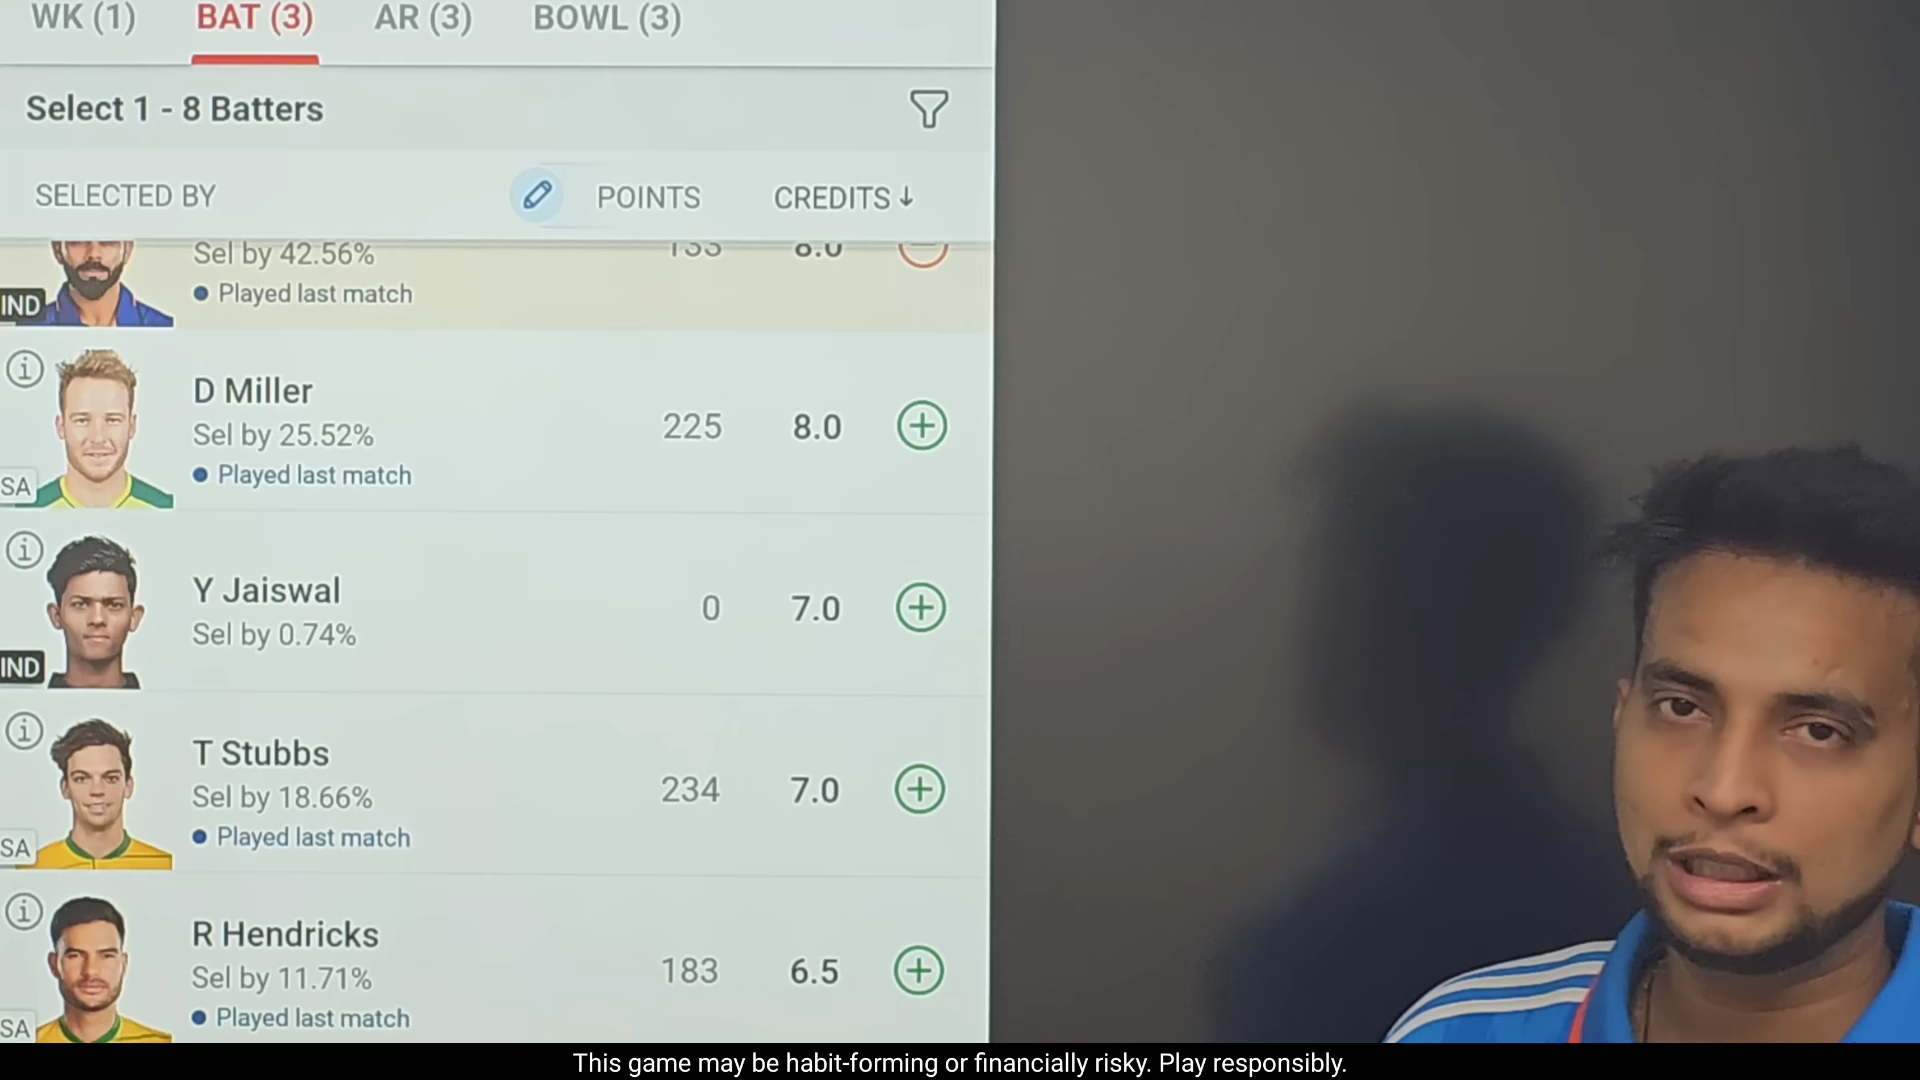 WK (1) BAT (3) AR (3) BOWL (3)
Select 1 - 8 Batters
SELECTED BY POINTS CREDITS ↓
Sel by 42.56% 133 8.0
Played last match
IND
D Miller
Sel by 25.52% 225 8.0
Played last match
SA
Y Jaiswal
Sel by 0.74% 0 7.0
IND
T Stubbs
Sel by 18.66% 234 7.0
Played last match
SA
R Hendricks
Sel by 11.71% 183 6.5
Played last match
SA
This game may be habit-forming or financially risky. Play responsibly.